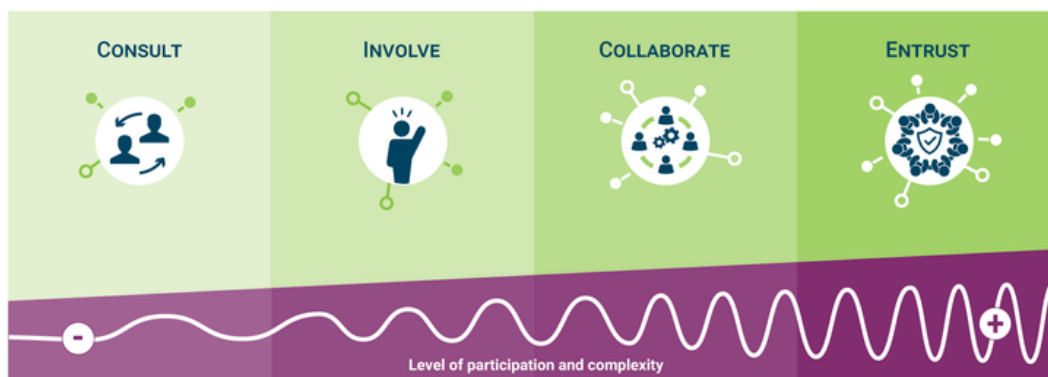 CONSULT
INVOLVE
COLLABORATE
ENTRUST
-
+
Level of participation and complexity